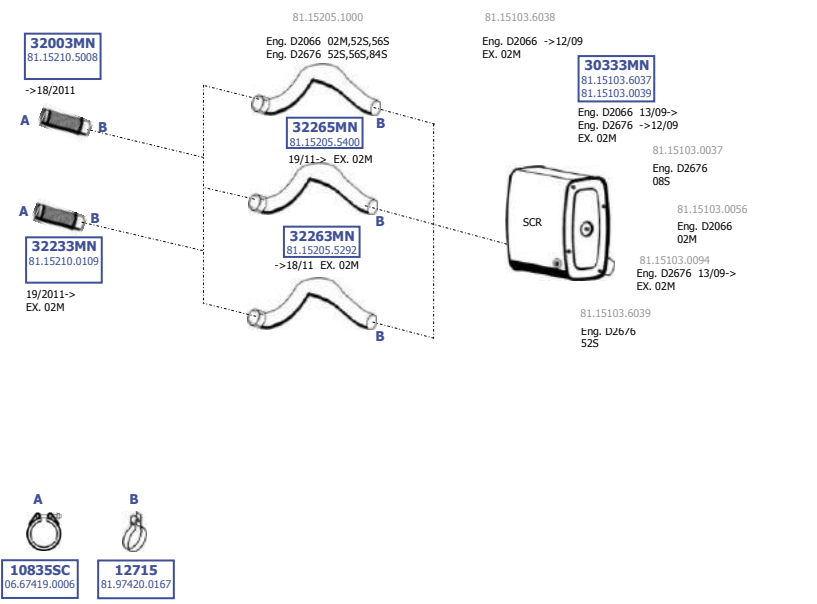 81.15205.1000
Eng. D2066 02M,52S,56S
Eng. D2676 52S,56S,84S
81.15103.6038
Eng. D2066 ->12/09
EX. 02M
32003MN
81.15210.5008
->18/2011
A
B
30333MN
81.15103.6037
81.15103.0039
Eng. D2066 13/09->
Eng. D2676 ->12/09
EX. 02M
B
32265MN
81.15205.5400
19/11-> EX. 02M
81.15103.0037
Eng. D2676
08S
A
B
32233MN
81.15210.0109
19/2011->
EX. 02M
B
32263MN
81.15205.5292
->18/11 EX. 02M
SCR
81.15103.0056
Eng. D2066
02M
81.15103.0094
Eng. D2676 13/09->
EX. 02M
B
81.15103.6039
Eng. D2676
52S
A
B
10835SC
06.67419.0006
12715
81.97420.0167